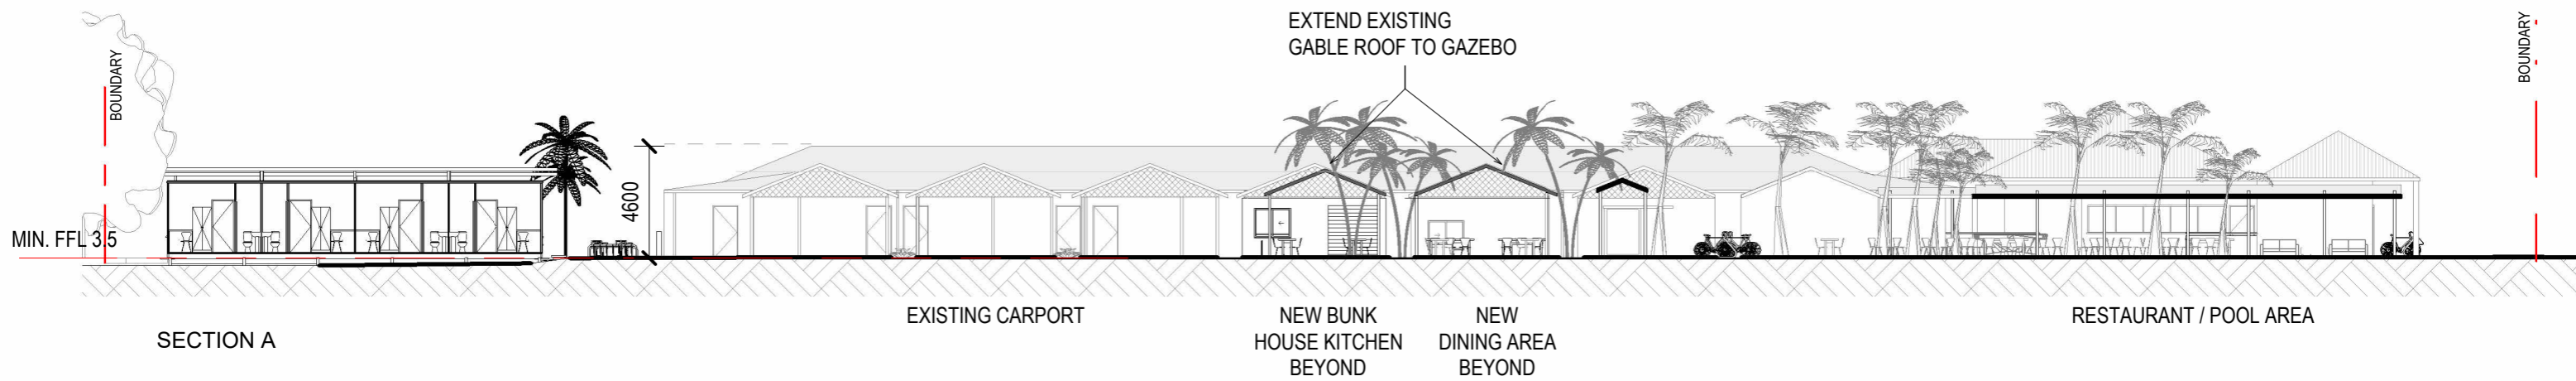 EXTEND EXISTING
GABLE ROOF TO GAZEBO
BOUNDARY
BOUNDARY
4600
MIN. FFL 3.5
EXISTING CARPORT
NEW BUNK
HOUSE KITCHEN
BEYOND
NEW
DINING AREA
BEYOND
RESTAURANT / POOL AREA
SECTION A